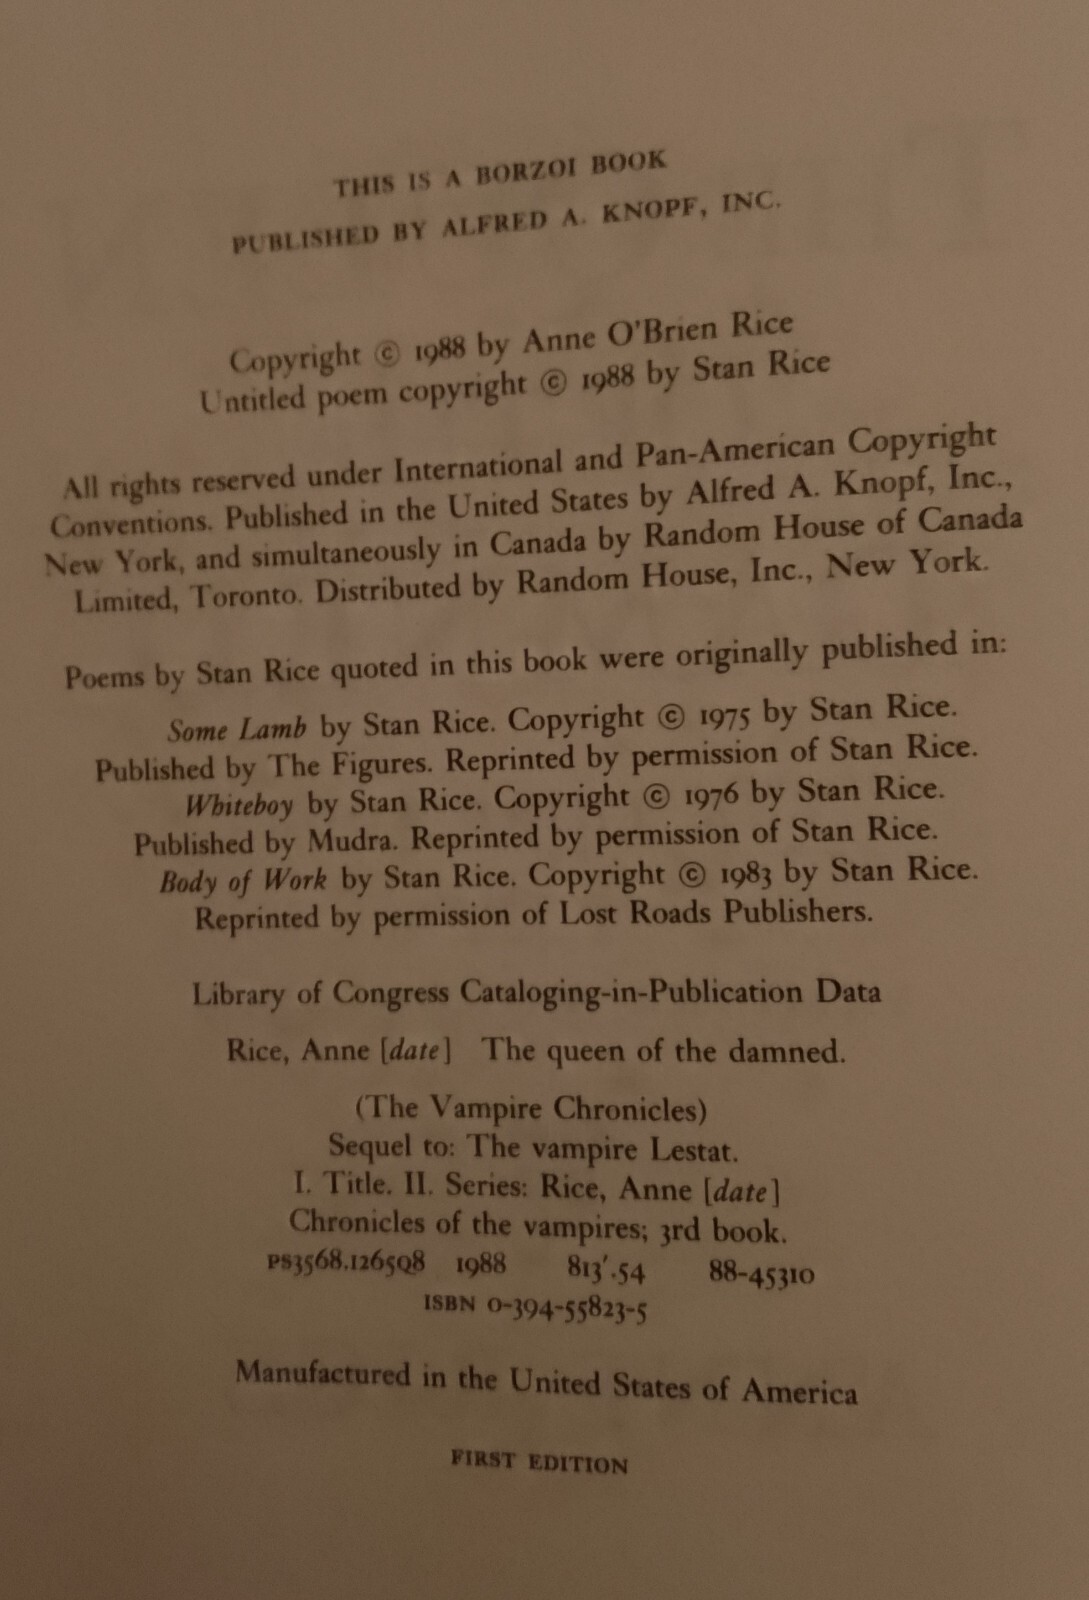 THIS IS A BORZOI BOOK
PUBLISHED BY ALFRED A. KNOPF, INC.
Copyright © 1988 by Anne O'Brien Rice
Untitled poem copyright © 1988 by Stan Rice
All rights reserved under International and Pan-American Copyright
Conventions. Published in the United States by Alfred A. Knopf, Inc.,
New York, and simultaneously in Canada by Random House of Canada
Limited, Toronto. Distributed by Random House, Inc., New York.
Poems by Stan Rice quoted in this book were originally published in:
Some Lamb by Stan Rice. Copyright © 1975 by Stan Rice.
Published by The Figures. Reprinted by permission of Stan Rice.
Whiteboy by Stan Rice. Copyright © 1976 by Stan Rice.
Published by Mudra. Reprinted by permission of Stan Rice.
Body of Work by Stan Rice. Copyright © 1983 by Stan Rice.
Reprinted by permission of Lost Roads Publishers.
Library of Congress Cataloging-in-Publication Data
Rice, Anne [date] The queen of the damned.
(The Vampire Chronicles)
Sequel to: The vampire Lestat.
I. Title. II. Series: Rice, Anne [date]
Chronicles of the vampires; 3rd book.
PS3568.I265Q8 1988 813'.54 88-45310
ISBN 0-394-55823-5
Manufactured in the United States of America
FIRST EDITION